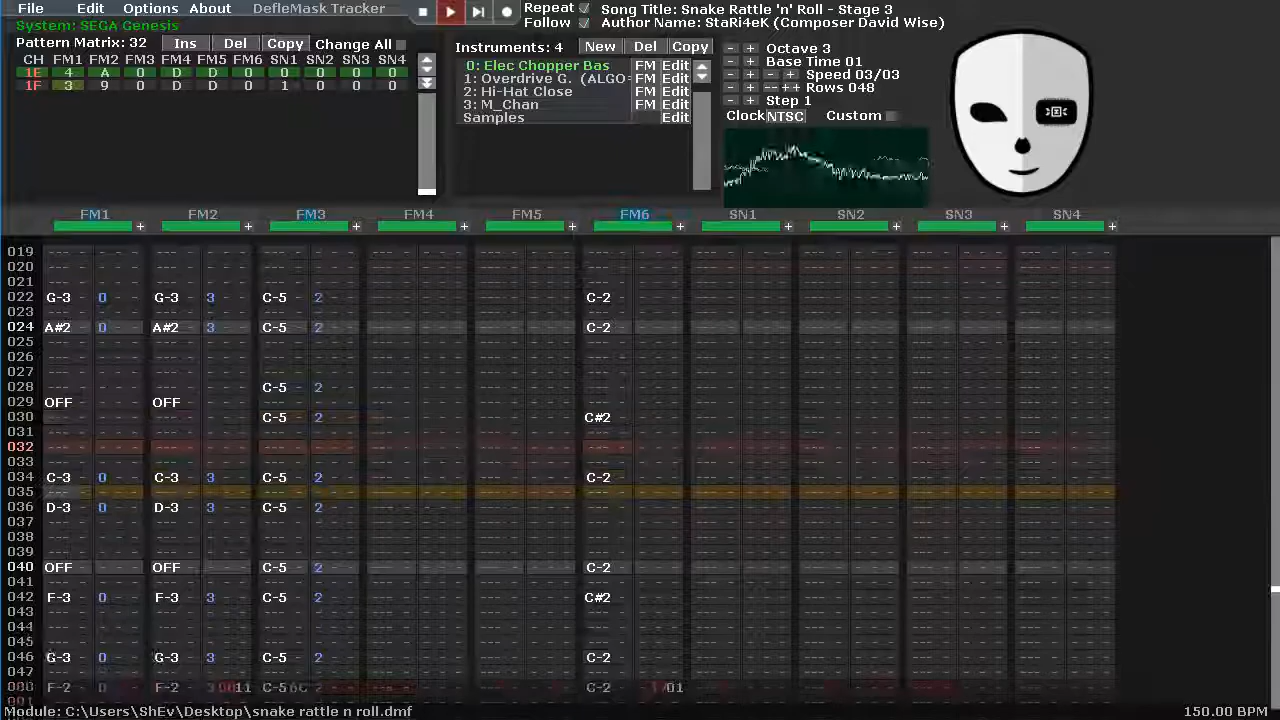 File Edit Options About DefleMask Tracker
System: SEGA Genesis
Pattern Matrix: 32 Ins Del Copy Change All
CH FM1 FM2 FM3 FM4 FM5 FM6 SN1 SN2 SN3 SN4
1E 4 A 0 D D 0 0 0 0 0
1F 3 9 0 D D 0 1 0 0 0
Instruments: 4 New Del Copy
0: Elec Chopper Bas FM Edit
1: Overdrive G. (ALGO= FM Edit
2: Hi-Hat Close FM Edit
3: M_Chan FM Edit
Samples Edit
Repeat Song Title: Snake Rattle 'n' Roll - Stage 3
Follow Author Name: StaRi4eK (Composer David Wise)
- + Octave 3
- + Base Time 01
- + - + Speed 03/03
- + -- ++ Rows 048
- + Step 1
Clock NTSC Custom
FM1 + FM2 + FM3 + FM4 + FM5 + FM6 + SN1 + SN2 + SN3 + SN4 +
019
020
021
022 G-3 0 G-3 3 C-5 2 C-2
023
024 A#2 0 A#2 3 C-5 2 C-2
025
026
027
028 C-5 2
029 OFF OFF
030 C-5 2 C#2
031
032
033
034 C-3 0 C-3 3 C-5 2 C-2
035
036 D-3 0 D-3 3 C-5 2 C-2
037
038
039
040 OFF OFF C-5 2 C-2
041
042 F-3 0 F-3 3 C-5 2 C#2
043
044
045
046 G-3 0 G-3 3 C-5 2 C-2
047
000 F-2 0 F-2 3 0011 C-5 2 C-2
Module: C:\Users\ShEv\Desktop\snake rattle n roll.dmf 150.00 BPM